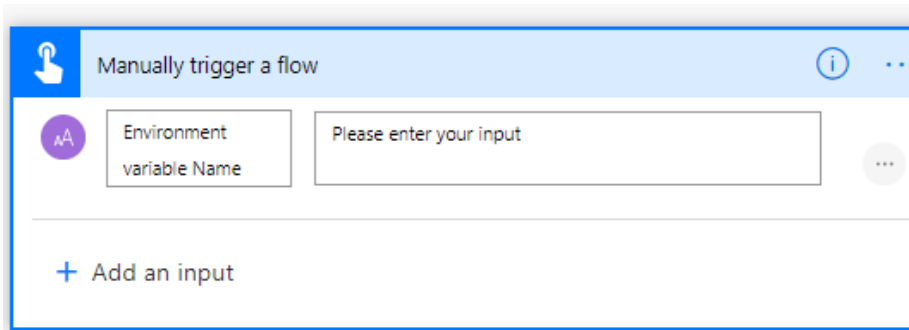 Manually trigger a flow
AA
Environment
variable Name
Please enter your input
+ Add an input